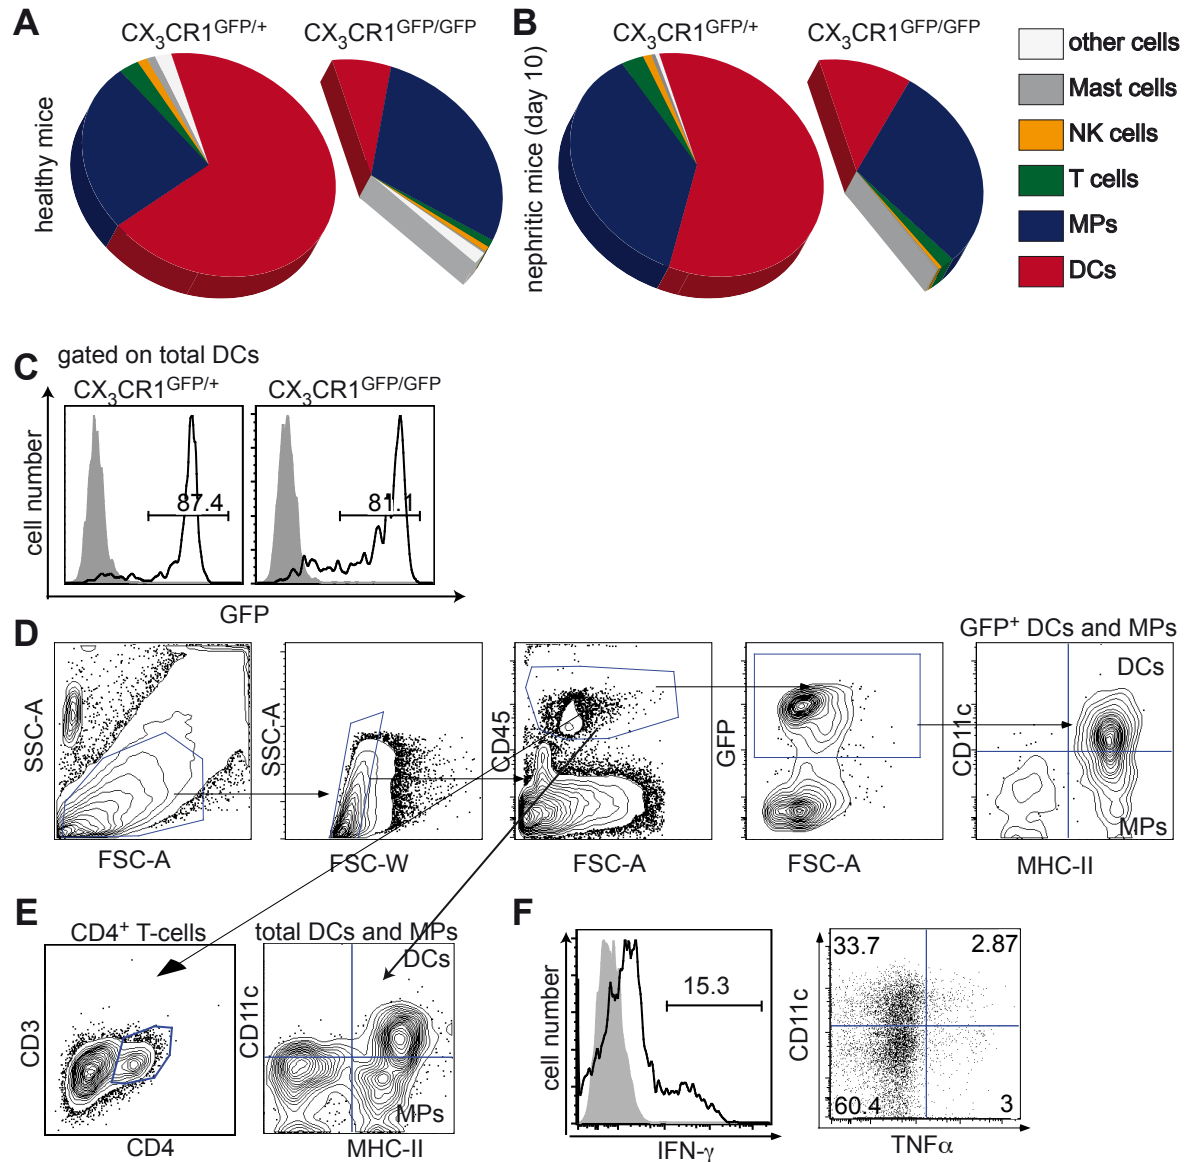 A
CX3CR1GFP/+
CX3CR1GFP/GFP
healthy mice
B
CX3CR1GFP/+
CX3CR1GFP/GFP
nephritic mice (day 10)
other cells
Mast cells
NK cells
T cells
MPs
DCs
C
gated on total DCs
CX3CR1GFP/+
CX3CR1GFP/GFP
cell number
87.4
81.1
GFP
D
SSC-A
FSC-A
SSC-A
FSC-W
CD45
FSC-A
GFP
FSC-A
GFP+ DCs and MPs
DCs
CD11c
MPs
MHC-II
E
CD4+ T-cells
CD3
CD4
total DCs and MPs
DCs
CD11c
MPs
MHC-II
F
cell number
15.3
IFN-γ
33.7
2.87
CD11c
60.4
3
TNFα